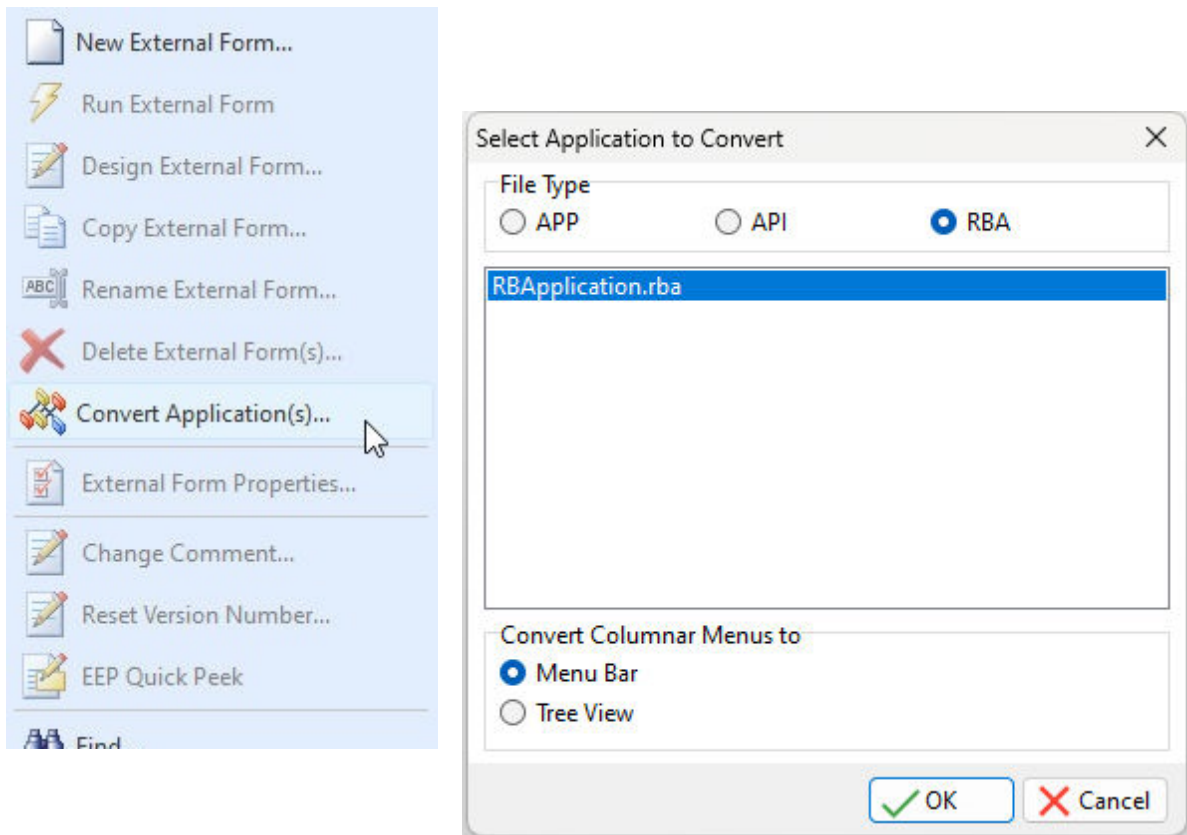 New External Form...
Run External Form
Design External Form...
Copy External Form...
ABC Rename External Form...
Delete External Form(s)...
Convert Application(s)...
External Form Properties...
Change Comment...
Reset Version Number...
EEP Quick Peek
Find...
Select Application to Convert
File Type
APP API RBA
RBApplication.rba
Convert Columnar Menus to
Menu Bar
Tree View
OK Cancel